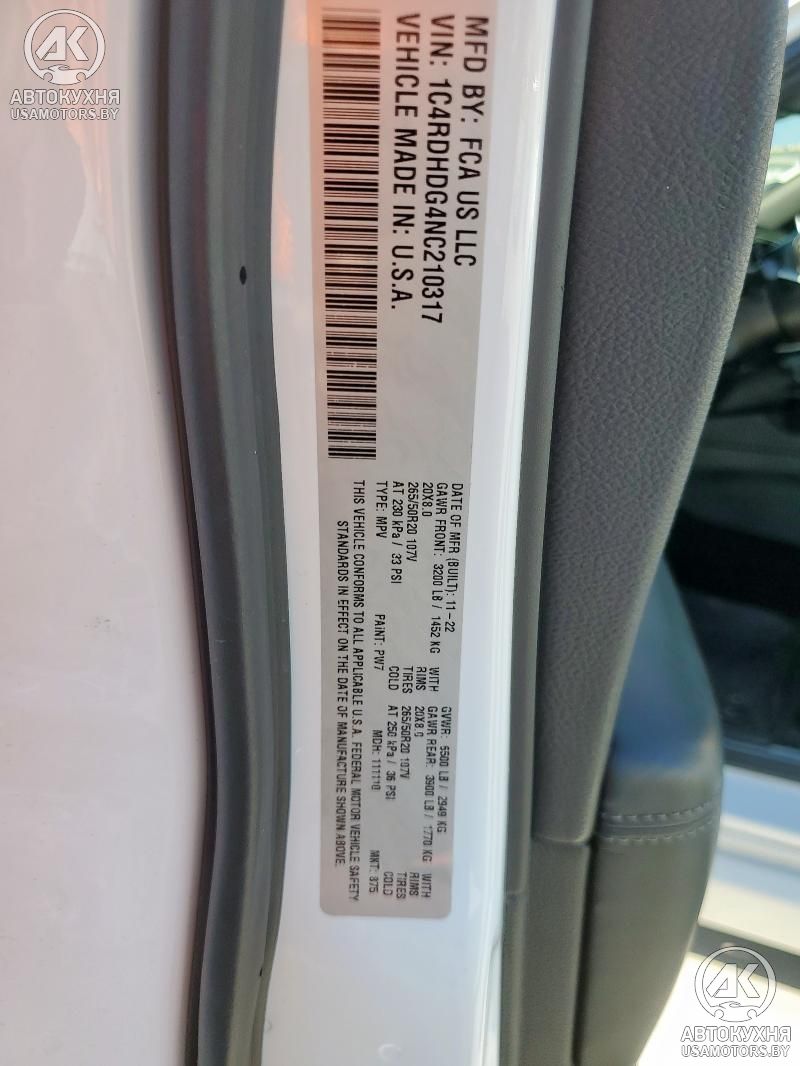 АВТОКУХНЯ
USAMOTORS.BY
MFD BY: FCA US LLC
VIN: 1C4RDHDG4NC210317
VEHICLE MADE IN: U.S.A.
DATE OF MFR (BUILT): 11-22 GVWR: 6500 LB / 2949 KG
GAWR FRONT: 3200 LB / 1452 KG WITH GAWR REAR: 3900 LB / 1770 KG WITH
20X8.0 RIMS 20X8.0 RIMS
265/50R20 107V TIRES 265/50R20 107V TIRES
AT 230 kPa / 33 PSI COLD AT 250 kPa / 36 PSI COLD
TYPE: MPV PAINT: PW7 MDH: 111110 MKT: 875
THIS VEHICLE CONFORMS TO ALL APPLICABLE U.S.A. FEDERAL MOTOR VEHICLE SAFETY
STANDARDS IN EFFECT ON THE DATE OF MANUFACTURE SHOWN ABOVE.
АК
АВТОКУХНЯ
USAMOTORS.BY